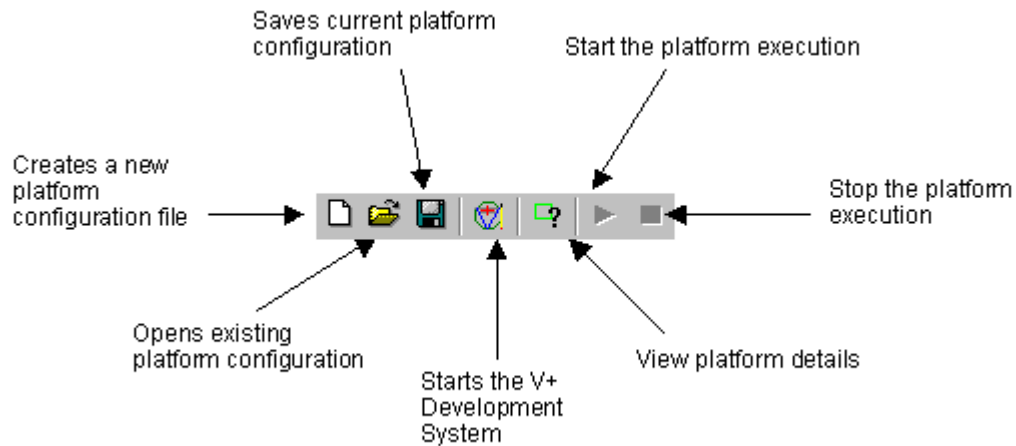 Saves current platform
configuration
Start the platform execution
Creates a new
platform
configuration file
Stop the platform
execution
?
Opens existing
platform configuration
View platform details
Starts the V+
Development
System